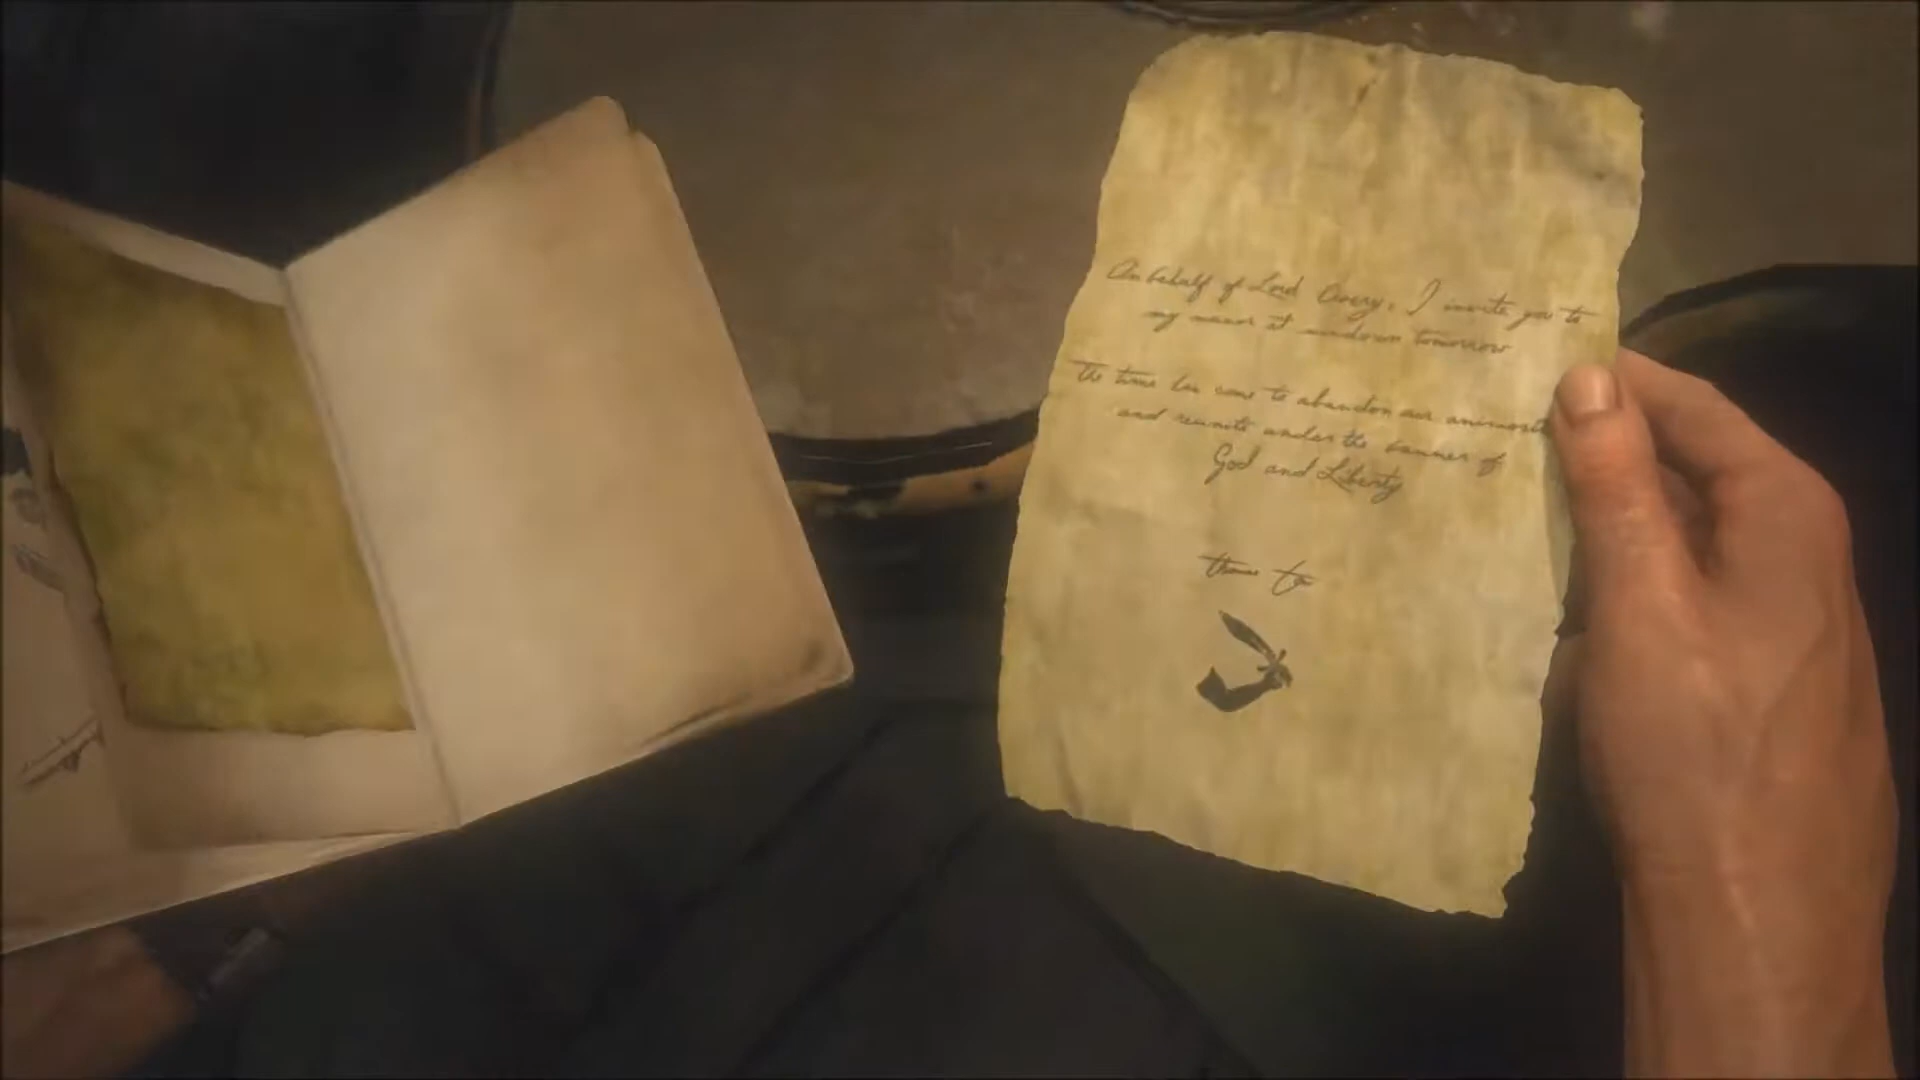 On behalf of Lord Avery, I invite you to
my manor at sundown tomorrow
The time has come to abandon our animosity
and reunite under the banner of
God and Liberty
Thomas Tew